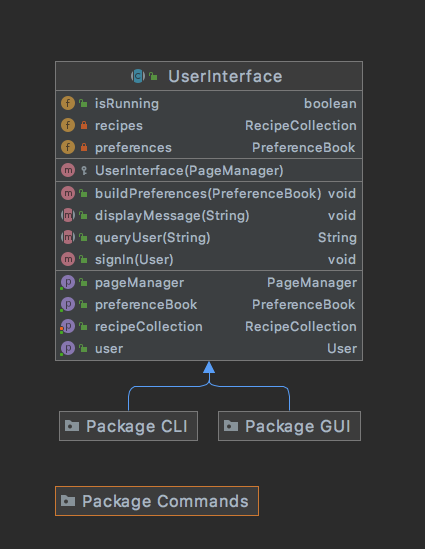 UserInterface
isRunning boolean
recipes RecipeCollection
preferences PreferenceBook
UserInterface(PageManager)
buildPreferences(PreferenceBook) void
displayMessage(String) void
queryUser(String) String
signIn(User) void
pageManager PageManager
preferenceBook PreferenceBook
recipeCollection RecipeCollection
user User
Package CLI
Package GUI
Package Commands